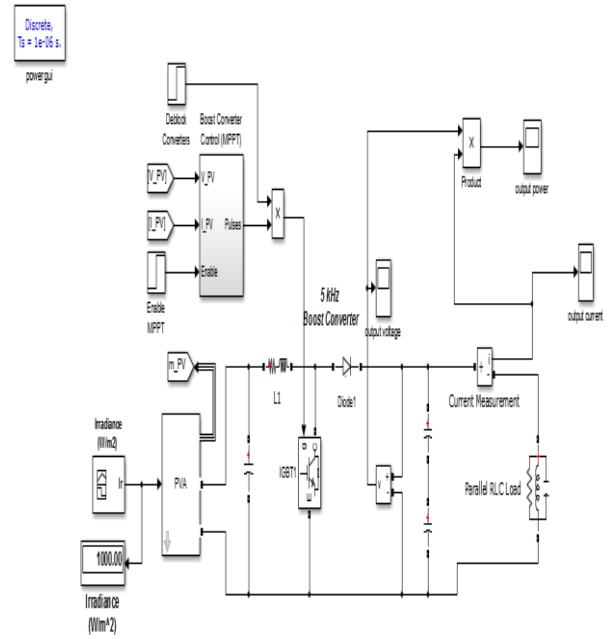 Discrete,
Ts = 1e-06 s.
powergui
Deblock
Converters
Boost Converter
Control (MPPT)
[V_PV]
V_PV
[I_PV]
I_PV
Pulses
Enable
Enable
MPPT
X
X
Product
output power
output current
5 kHz
Boost Converter
output voltage
m_PV
L1
Diode1
i
+
-
Current Measurement
Irradiance
(W/m2)
Ir
PVA
g
C
E
IGBT1
v
+
-
Parallel RLC Load
1000.00
Irradiance
(W/m^2)